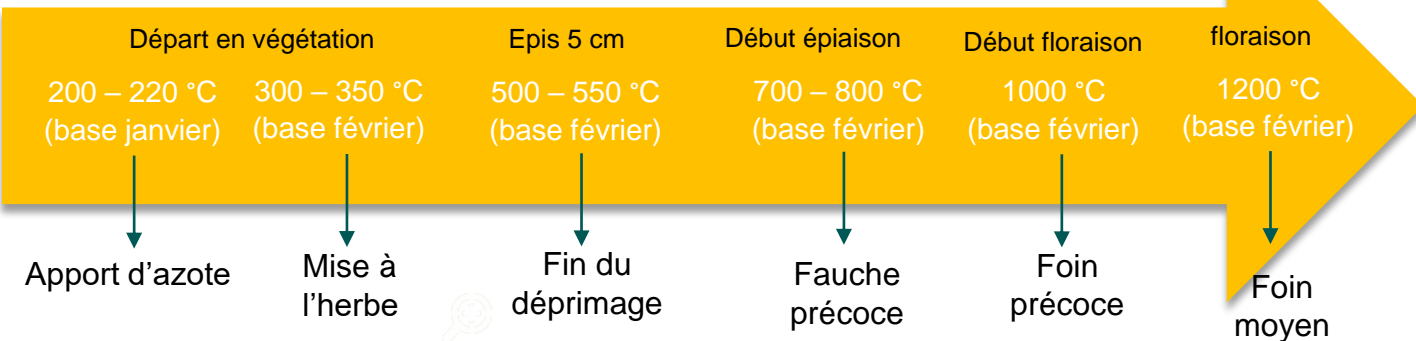 Départ en végétation
Epis 5 cm
Début épiaison
Début floraison
floraison
200 – 220 °C
(base janvier)
300 – 350 °C
(base février)
500 – 550 °C
(base février)
700 – 800 °C
(base février)
1000 °C
(base février)
1200 °C
(base février)
Apport d’azote
Mise à
l’herbe
Fin du
déprimage
Fauche
précoce
Foin
précoce
Foin
moyen